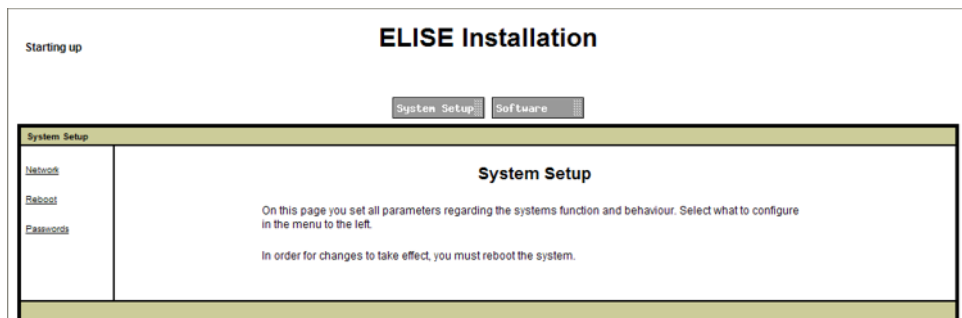 Starting up
ELISE Installation
System Setup
Software
System Setup
Network
Reboot
Passwords
System Setup
On this page you set all parameters regarding the systems function and behaviour. Select what to configure
in the menu to the left.
In order for changes to take effect, you must reboot the system.